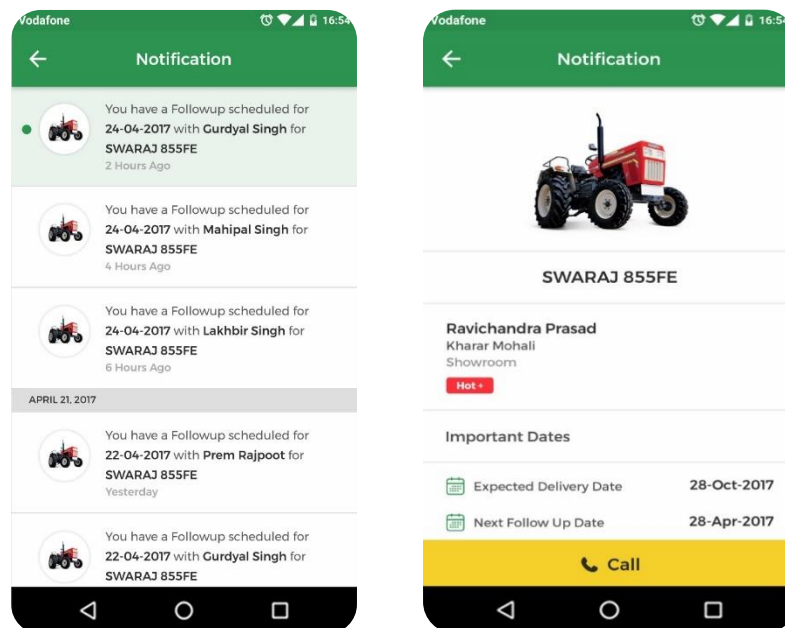 Vodafone 16:54
Notification
You have a Followup scheduled for
24-04-2017 with Gurdyal Singh for
SWARAJ 855FE
2 Hours Ago
You have a Followup scheduled for
24-04-2017 with Mahipal Singh for
SWARAJ 855FE
4 Hours Ago
You have a Followup scheduled for
24-04-2017 with Lakhbir Singh for
SWARAJ 855FE
6 Hours Ago
APRIL 21, 2017
You have a Followup scheduled for
22-04-2017 with Prem Rajpoot for
SWARAJ 855FE
Yesterday
You have a Followup scheduled for
22-04-2017 with Gurdyal Singh for
SWARAJ 855FE
Vodafone 16:54
Notification
SWARAJ 855FE
Ravichandra Prasad
Kharar Mohali
Showroom
Hot +
Important Dates
Expected Delivery Date 28-Oct-2017
Next Follow Up Date 28-Apr-2017
Call